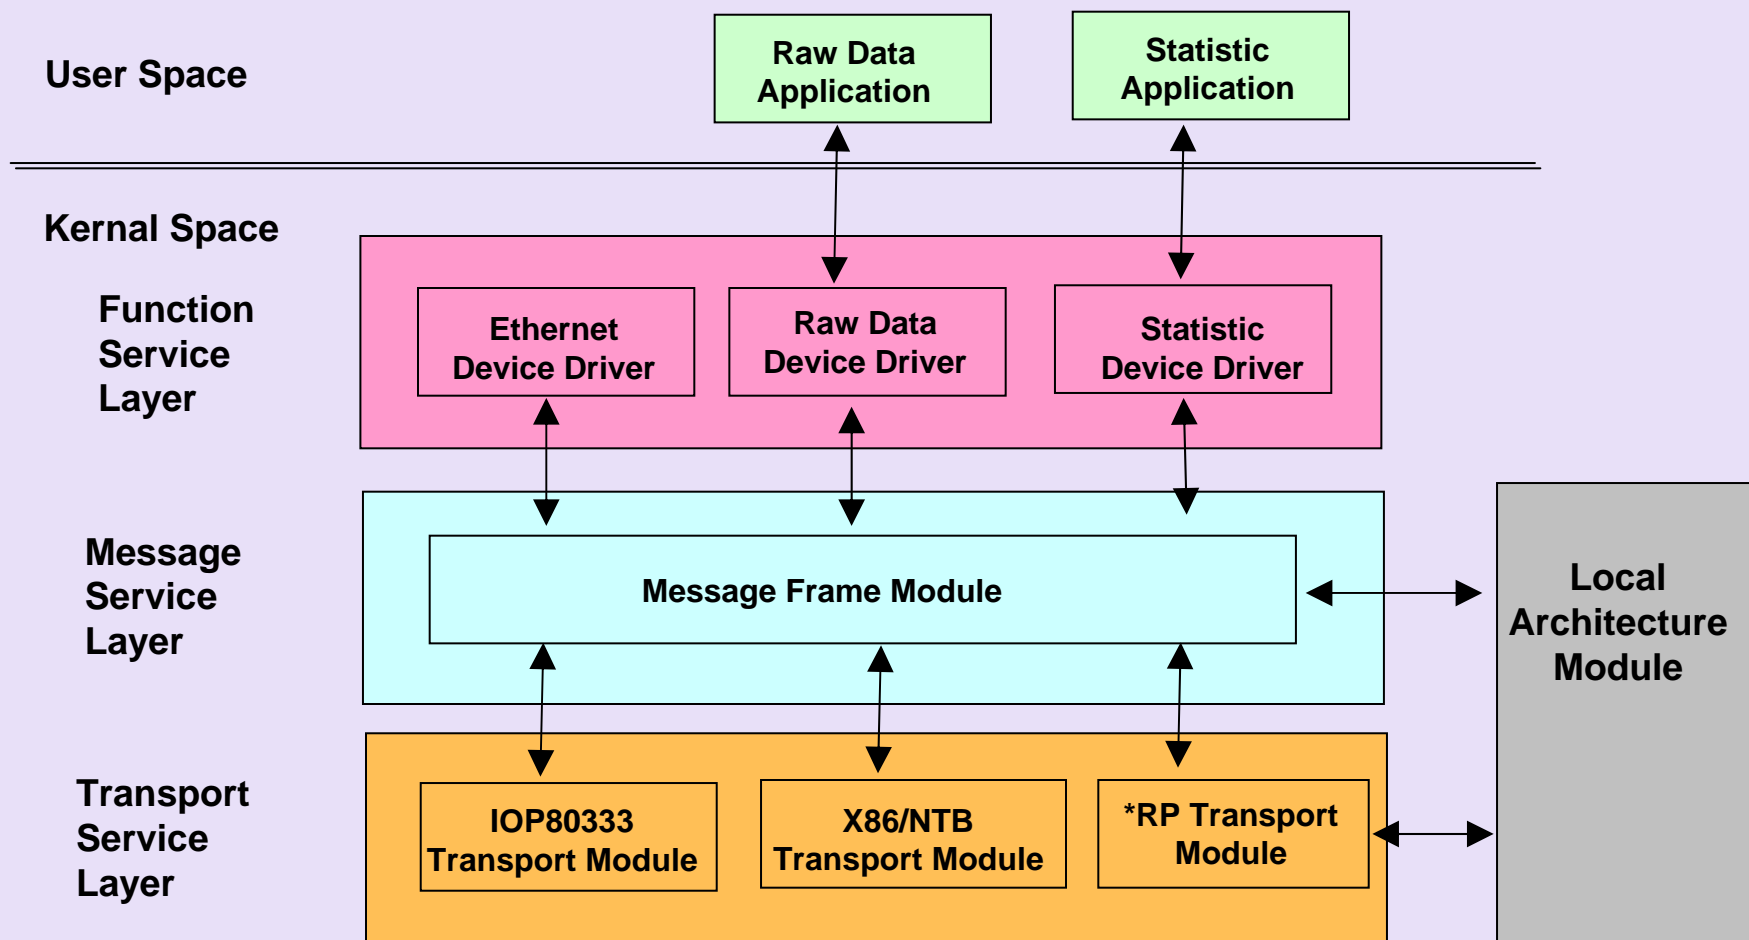 User Space
Raw Data
Application
Statistic
Application
Kernal Space
Function
Service
Layer
Ethernet
Device Driver
Raw Data
Device Driver
Statistic
Device Driver
Message
Service
Layer
Message Frame Module
Local
Architecture
Module
Transport
Service
Layer
IOP80333
Transport Module
X86/NTB
Transport Module
*RP Transport
Module